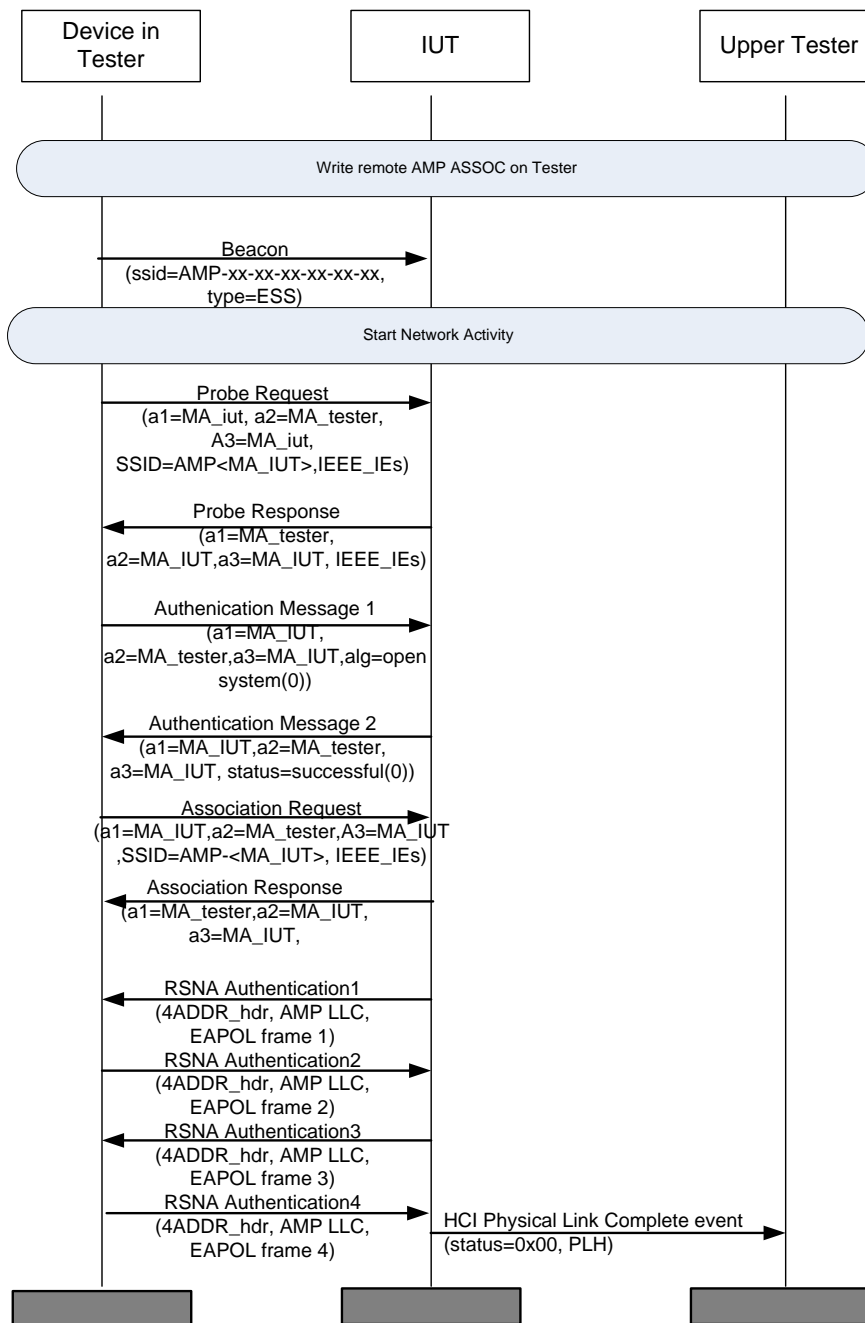 Device in
Tester
IUT
Upper Tester
Write remote AMP ASSOC on Tester
Beacon
(ssid=AMP-xx-xx-xx-xx-xx-xx,
type=ESS)
Start Network Activity
Probe Request
(a1=MA_iut, a2=MA_tester,
A3=MA_iut,
SSID=AMP<MA_IUT>,IEEE_IEs)
Probe Response
(a1=MA_tester,
a2=MA_IUT,a3=MA_IUT, IEEE_IEs)
Authenication Message 1
(a1=MA_IUT,
a2=MA_tester,a3=MA_IUT,alg=open
system(0))
Authentication Message 2
(a1=MA_IUT,a2=MA_tester,
a3=MA_IUT, status=successful(0))
Association Request
(a1=MA_IUT,a2=MA_tester,A3=MA_IUT
,SSID=AMP-<MA_IUT>, IEEE_IEs)
Association Response
(a1=MA_tester,a2=MA_IUT,
a3=MA_IUT,
RSNA Authentication1
(4ADDR_hdr, AMP LLC,
EAPOL frame 1)
RSNA Authentication2
(4ADDR_hdr, AMP LLC,
EAPOL frame 2)
RSNA Authentication3
(4ADDR_hdr, AMP LLC,
EAPOL frame 3)
RSNA Authentication4
(4ADDR_hdr, AMP LLC,
EAPOL frame 4)
HCI Physical Link Complete event
(status=0x00, PLH)